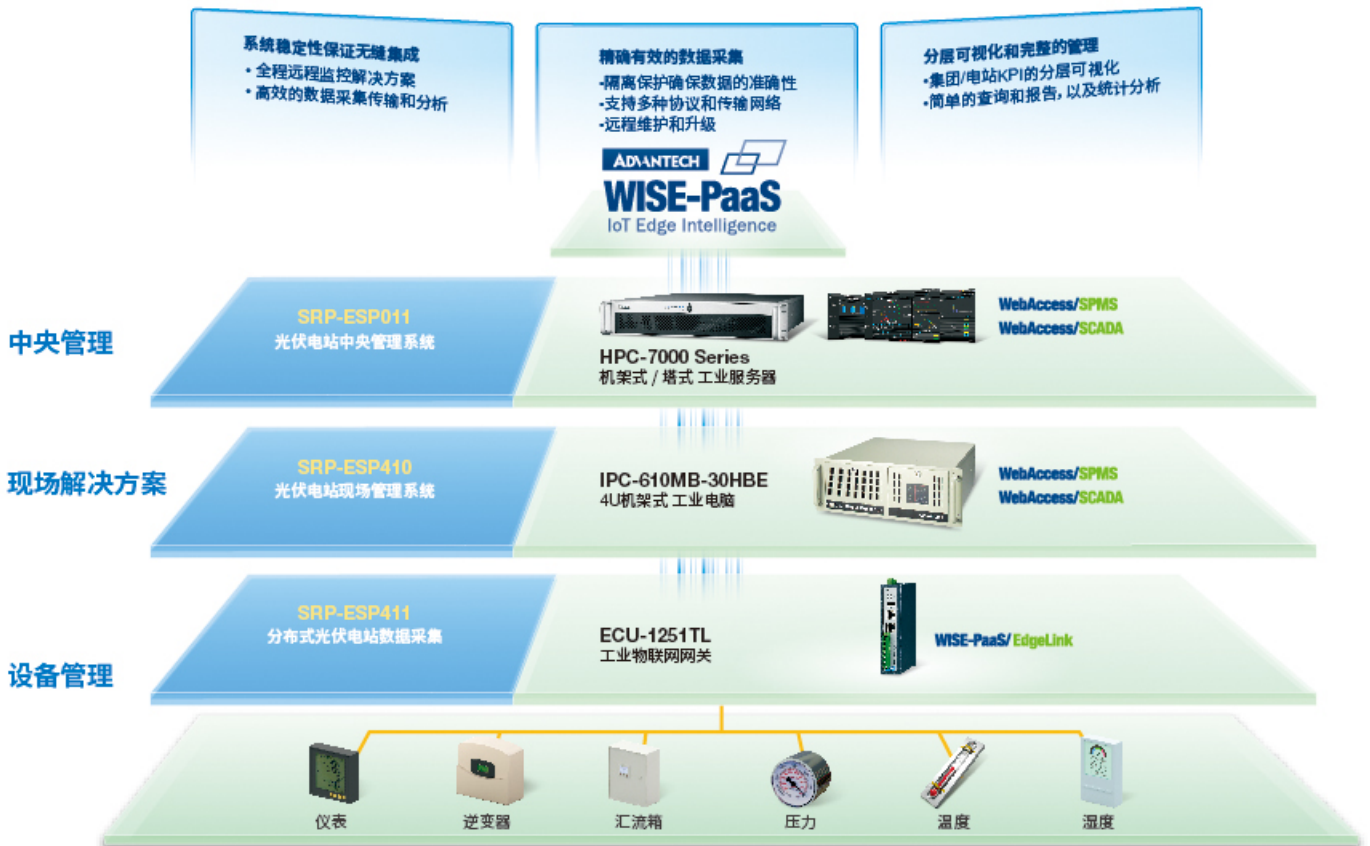 系统稳定性保证无缝集成
• 全程远程监控解决方案
• 高效的数据采集传输和分析
精确有效的数据采集
-隔离保护确保数据的准确性
-支持多种协议和传输网络
-远程维护和升级
分层可视化和完整的管理
•集团/电站KPI的分层可视化
•简单的查询和报告，以及统计分析
ADVANTECH
WISE-PaaS
IoT Edge Intelligence
中央管理
SRP-ESP011
光伏电站中央管理系统
HPC-7000 Series
机架式 / 塔式 工业服务器
WebAccess/SPMS
WebAccess/SCADA
现场解决方案
SRP-ESP410
光伏电站现场管理系统
IPC-610MB-30HBE
4U机架式 工业电脑
WebAccess/SPMS
WebAccess/SCADA
设备管理
SRP-ESP411
分布式光伏电站数据采集
ECU-1251TL
工业物联网网关
WISE-PaaS/EdgeLink
仪表
逆变器
汇流箱
压力
温度
湿度